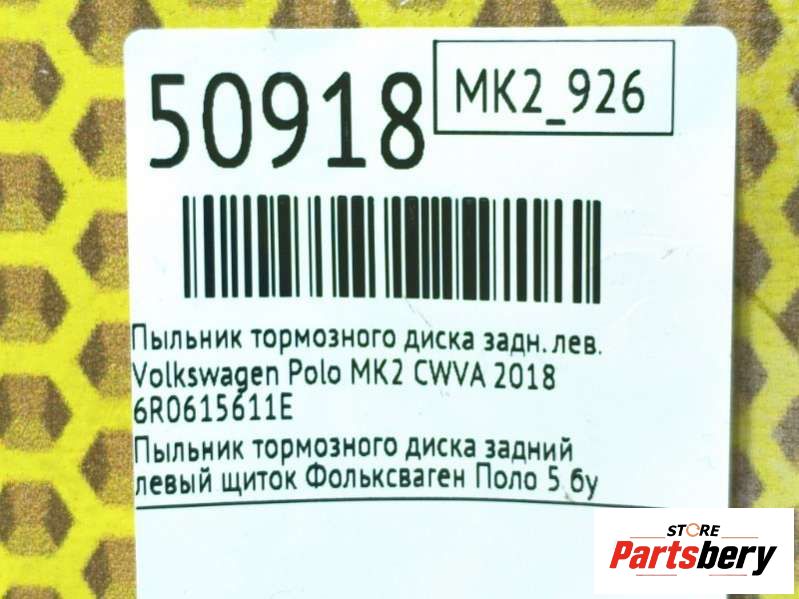 50918
MK2_926
Пыльник тормозного диска задн. лев.
Volkswagen Polo MK2 CWVA 2018
6R0615611E
Пыльник тормозного диска задний
левый щиток Фольксваген Поло 5 бу
STORE
Partsbery